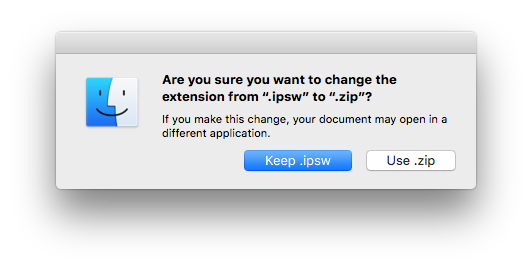 Are you sure you want to change the
extension from “.ipsw” to “.zip”?
If you make this change, your document may open in a
different application.
Keep .ipsw
Use .zip